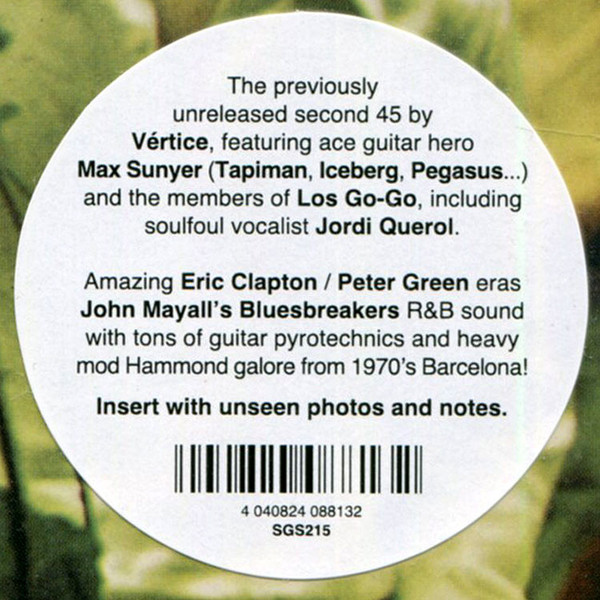 The previously
unreleased second 45 by
Vértice, featuring ace guitar hero
Max Sunyer (Tapiman, Iceberg, Pegasus...)
and the members of Los Go-Go, including
soulfoul vocalist Jordi Querol.
Amazing Eric Clapton / Peter Green eras
John Mayall's Bluesbreakers R&B sound
with tons of guitar pyrotechnics and heavy
mod Hammond galore from 1970's Barcelona!
Insert with unseen photos and notes.
4 040824 088132
SGS215